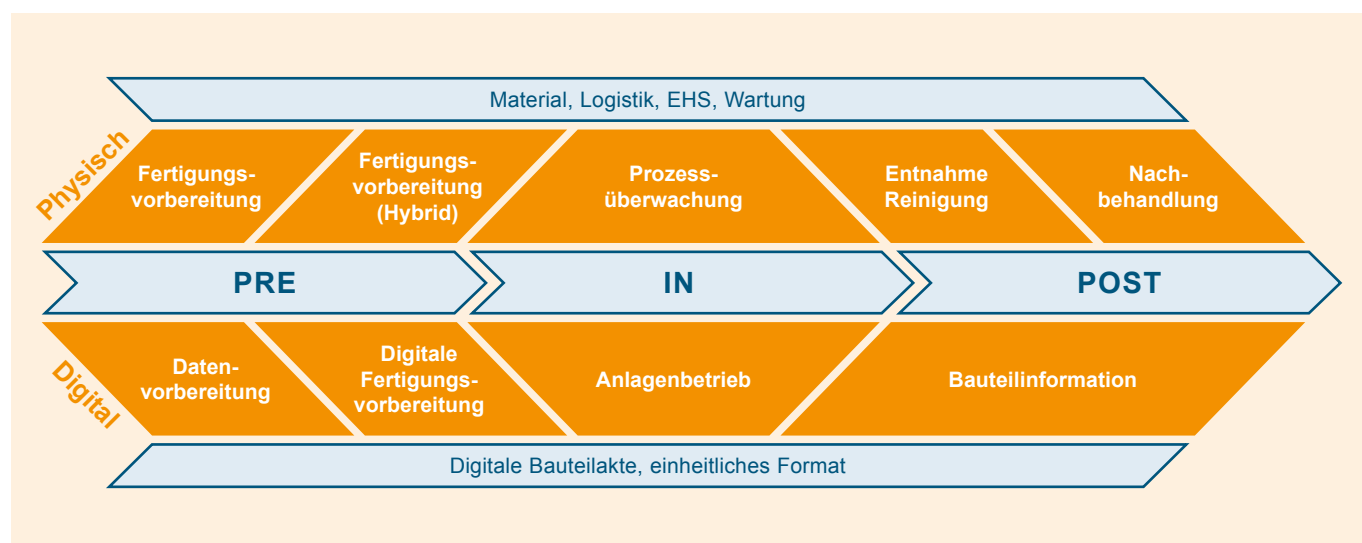 Material, Logistik, EHS, Wartung
Physisch
Fertigungs-
vorbereitung
Fertigungs-
vorbereitung
(Hybrid)
Prozess-
überwachung
Entnahme
Reinigung
Nach-
behandlung
PRE
IN
POST
Digital
Daten-
vorbereitung
Digitale
Fertigungs-
vorbereitung
Anlagenbetrieb
Bauteilinformation
Digitale Bauteilakte, einheitliches Format